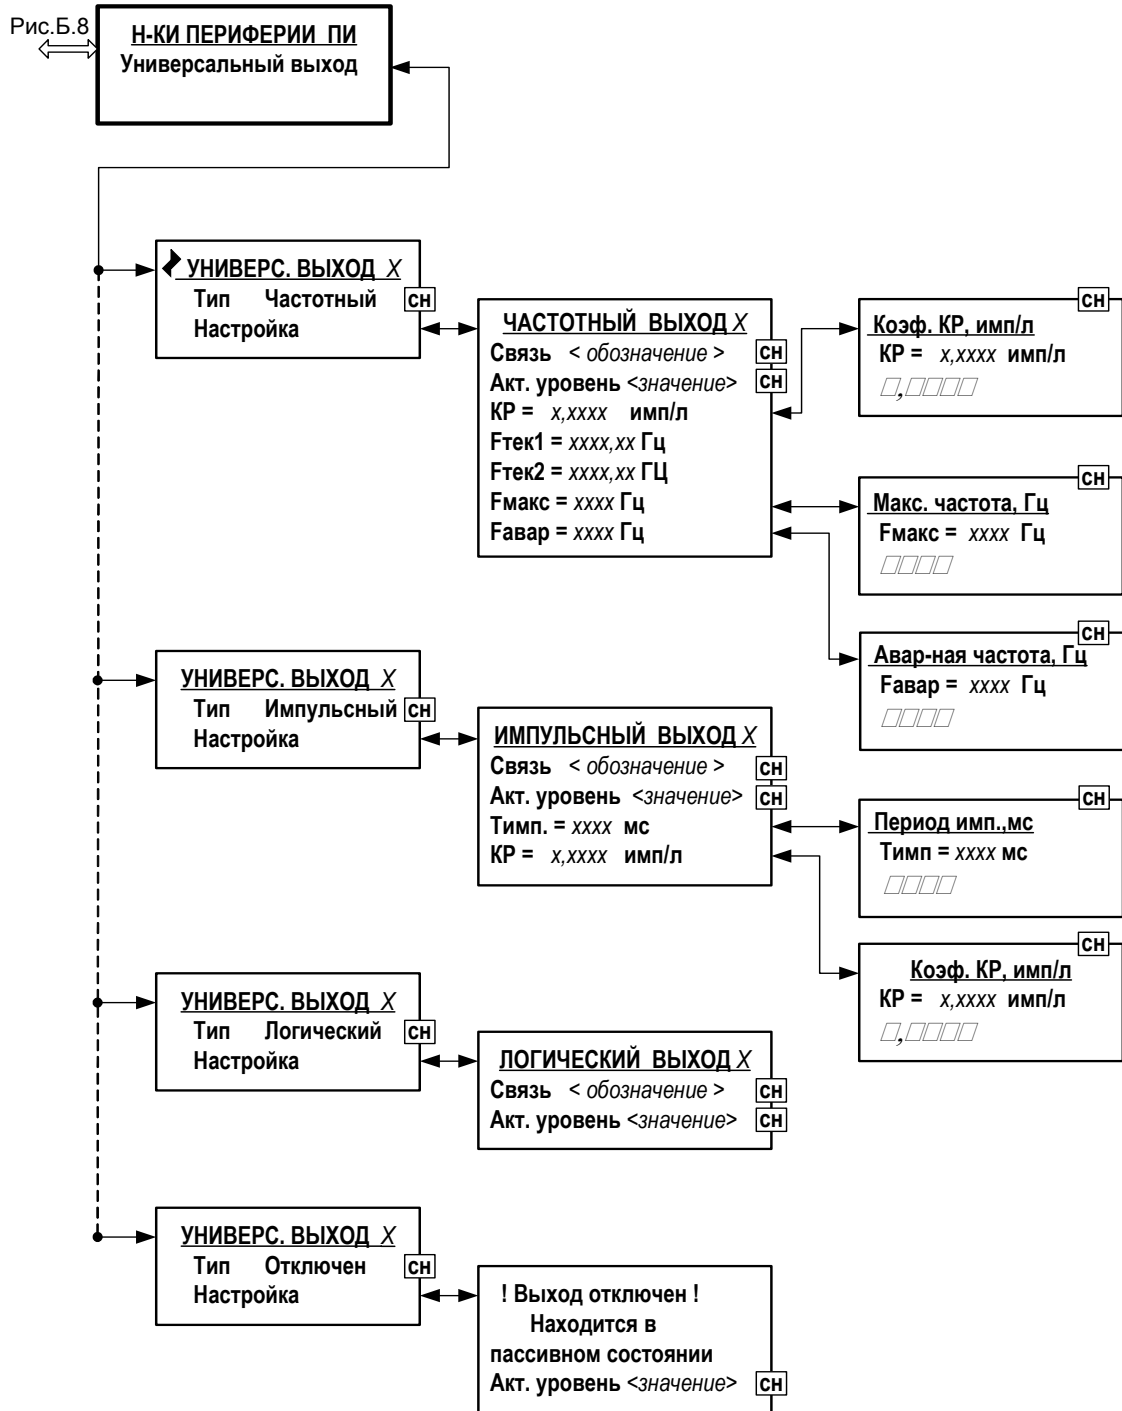 Рис.Б.8
Н-КИ ПЕРИФЕРИИ ПИ
Универсальный выход
УНИВЕРС. ВЫХОД X
Тип Частотный СН
Настройка
ЧАСТОТНЫЙ ВЫХОД X
Связь < обозначение > СН
Акт. уровень <значение> СН
КР = x,xxxx имп/л
Fтек1 = xxxx,xx Гц
Fтек2 = xxxx,xx ГЦ
Fмакс = xxxx Гц
Fавар = xxxx Гц
СН
Коэф. КР, имп/л
КР = x,xxxx имп/л
□,□□□□
СН
Макс. частота, Гц
Fмакс = xxxx Гц
□□□□
СН
Авар-ная частота, Гц
Fавар = xxxx Гц
□□□□
УНИВЕРС. ВЫХОД X
Тип Импульсный СН
Настройка
ИМПУЛЬСНЫЙ ВЫХОД X
Связь < обозначение > СН
Акт. уровень <значение> СН
Тимп. = xxxx мс
КР = x,xxxx имп/л
СН
Период имп.,мс
Тимп = xxxx мс
□□□□
СН
Коэф. КР, имп/л
КР = x,xxxx имп/л
□,□□□□
УНИВЕРС. ВЫХОД X
Тип Логический СН
Настройка
ЛОГИЧЕСКИЙ ВЫХОД X
Связь < обозначение > СН
Акт. уровень <значение> СН
УНИВЕРС. ВЫХОД X
Тип Отключен СН
Настройка
! Выход отключен !
Находится в
пассивном состоянии
Акт. уровень <значение> СН